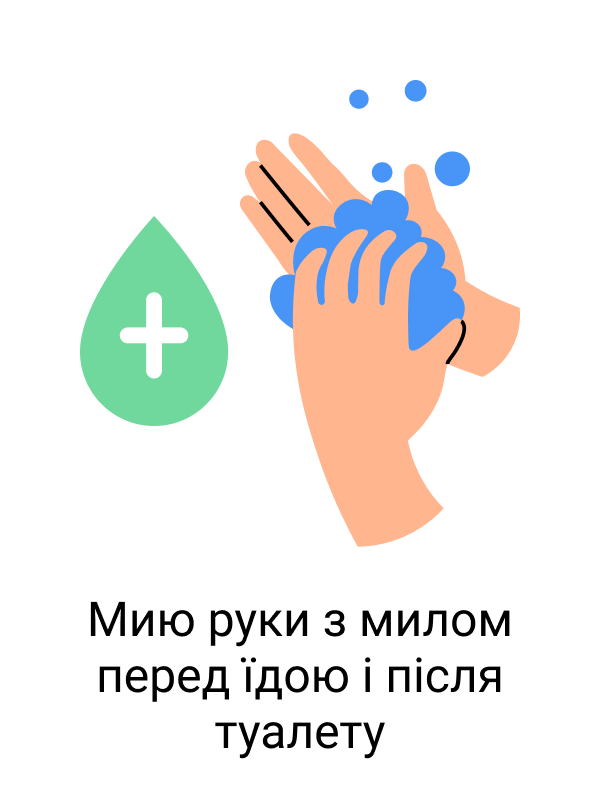 Мию руки з милом
перед їдою і після
туалету